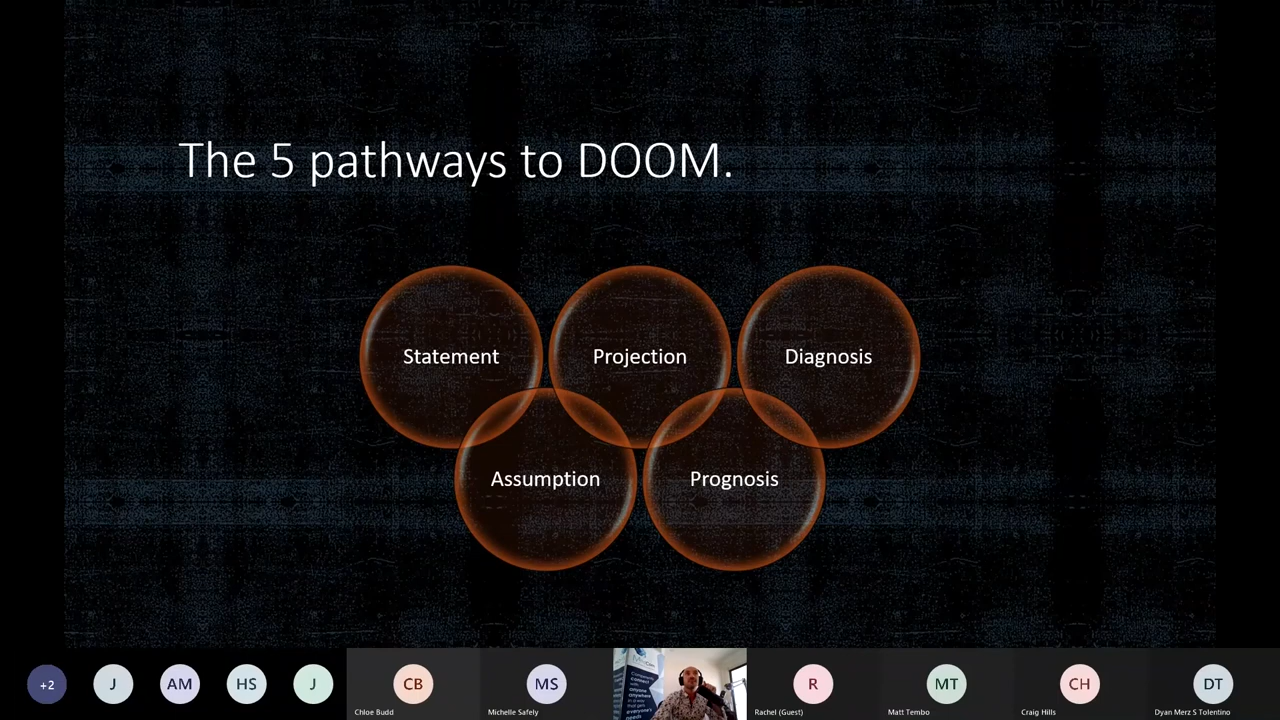 The 5 pathways to DOOM.
Statement
Projection
Diagnosis
Assumption
Prognosis
+2
J
AM
HS
J
CB
Chloe Budd
MS
Michelle Safely
R
Rachel (Guest)
MT
Matt Tembo
CH
Craig Hills
DT
Dyan Merz S Tolentino